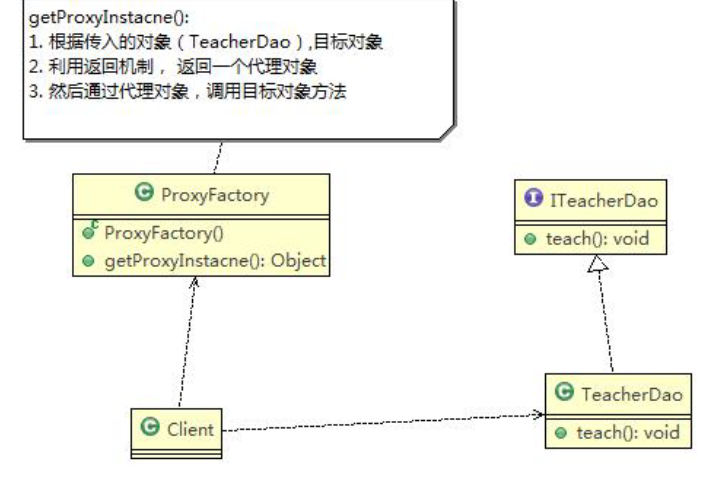 getProxyInstacne():
1. 根据传入的对象（TeacherDao）,目标对象
2. 利用返回机制， 返回一个代理对象
3. 然后通过代理对象，调用目标对象方法
C ProxyFactory
C ProxyFactory()
getProxyInstacne(): Object
I ITeacherDao
teach(): void
C TeacherDao
teach(): void
C Client